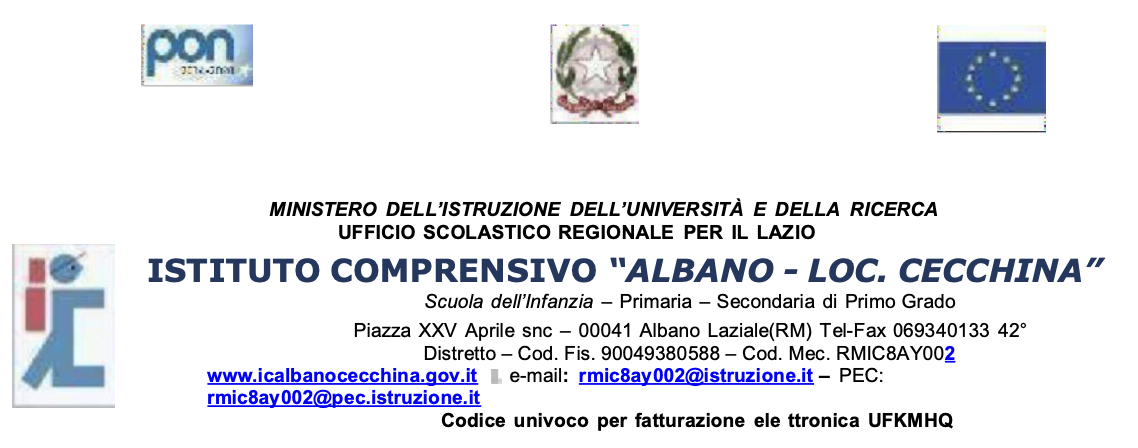 pon
2014-2020
MINISTERO DELL’ISTRUZIONE DELL’UNIVERSITÀ E DELLA RICERCA
UFFICIO SCOLASTICO REGIONALE PER IL LAZIO
ISTITUTO COMPRENSIVO “ALBANO - LOC. CECCHINA”
Scuola dell’Infanzia – Primaria – Secondaria di Primo Grado
Piazza XXV Aprile snc – 00041 Albano Laziale(RM) Tel-Fax 069340133 42°
Distretto – Cod. Fis. 90049380588 – Cod. Mec. RMIC8AY002
www.icalbanocecchina.gov.it e-mail: rmic8ay002@istruzione.it – PEC:
rmic8ay002@pec.istruzione.it
Codice univoco per fatturazione ele ttronica UFKMHQ